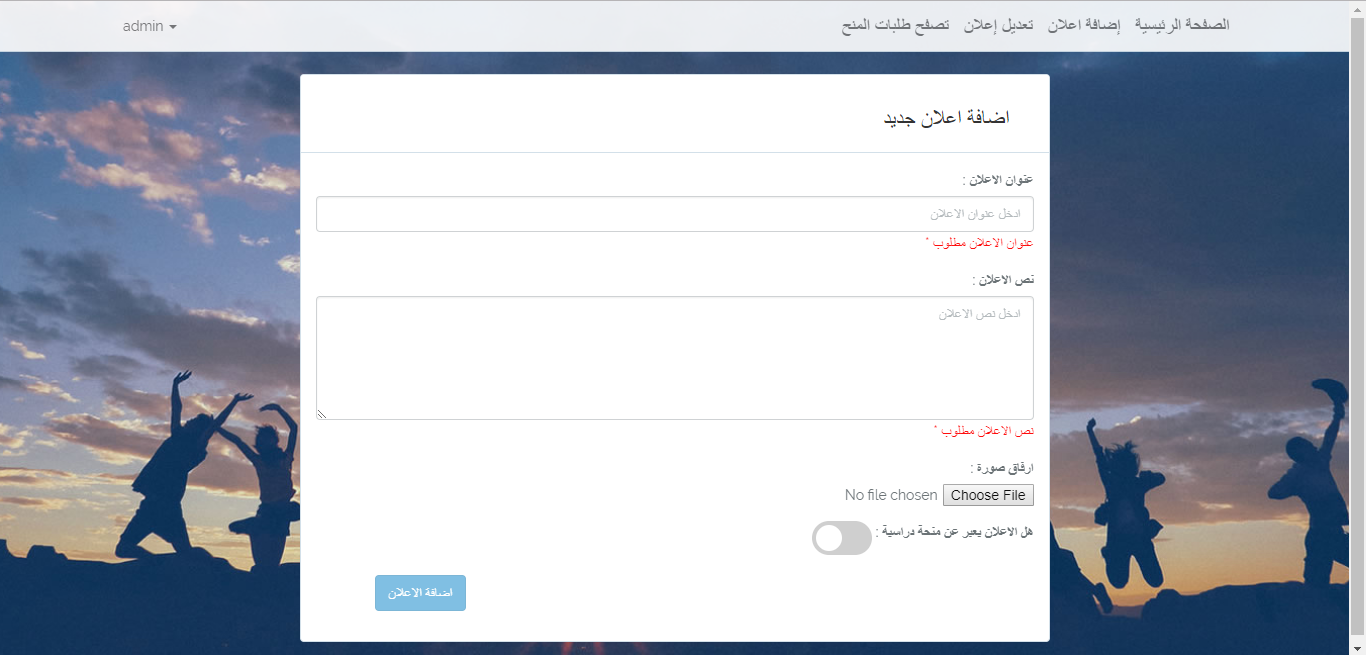 الصفحة الرئيسية إضافة اعلان تعديل إعلان تصفح طلبات المنح admin
اضافة اعلان جديد
عنوان الاعلان :
ادخل عنوان الاعلان
عنوان الاعلان مطلوب *
نص الاعلان :
ادخل نص الاعلان
نص الاعلان مطلوب *
ارفاق صورة :
Choose File No file chosen
هل الاعلان يعبر عن منحة دراسية :
اضافة الاعلان